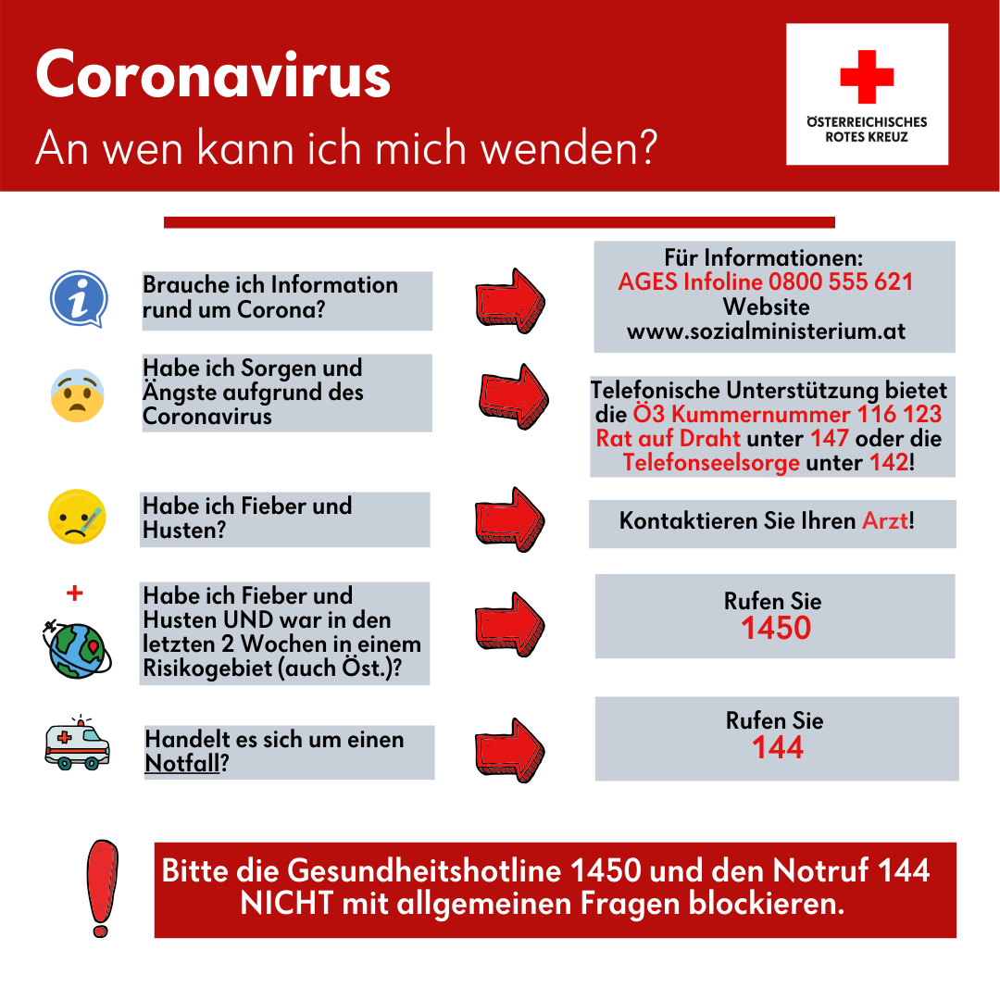 Coronavirus
An wen kann ich mich wenden?
ÖSTERREICHISCHES
ROTES KREUZ
Brauche ich Information
rund um Corona?
Für Informationen:
AGES Infoline 0800 555 621
Website
www.sozialministerium.at
Habe ich Sorgen und
Ängste aufgrund des
Coronavirus
Telefonische Unterstützung bietet
die Ö3 Kummernummer 116 123
Rat auf Draht unter 147 oder die
Telefonseelsorge unter 142!
Habe ich Fieber und
Husten?
Kontaktieren Sie Ihren Arzt!
Habe ich Fieber und
Husten UND war in den
letzten 2 Wochen in einem
Risikogebiet (auch Öst.)?
Rufen Sie
1450
Handelt es sich um einen
Notfall?
Rufen Sie
144
Bitte die Gesundheitshotline 1450 und den Notruf 144
NICHT mit allgemeinen Fragen blockieren.